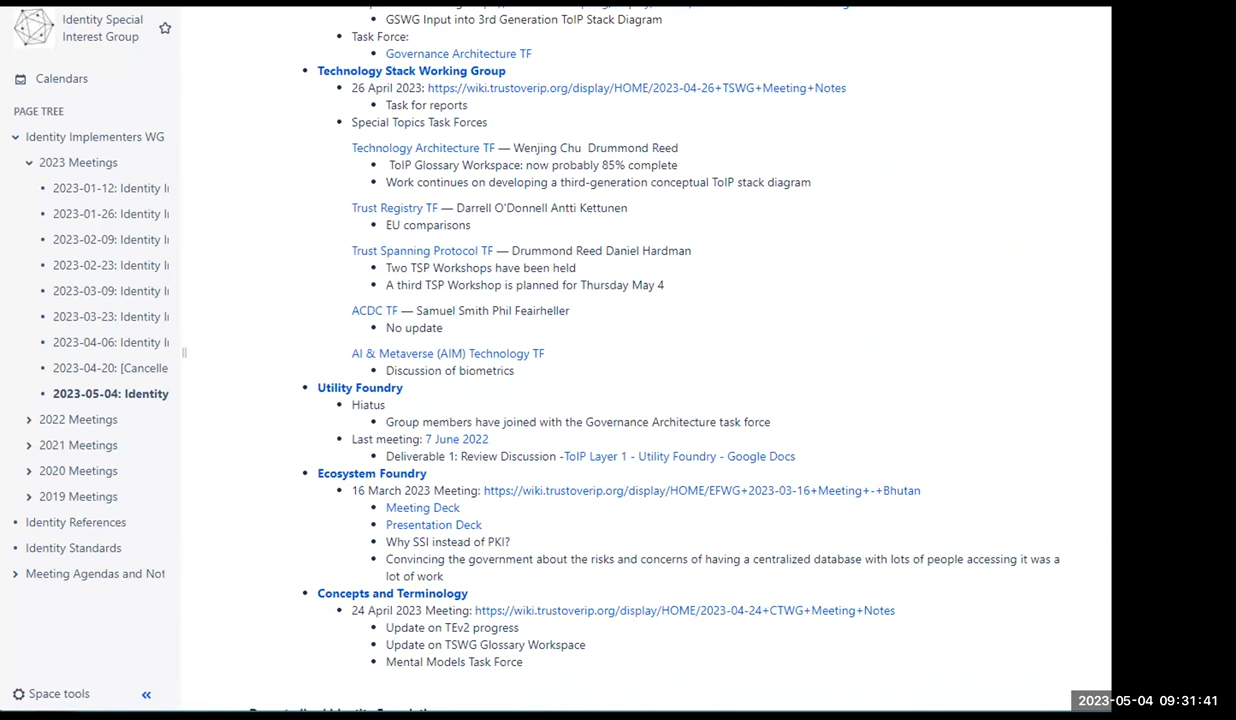 Identity Special
Interest Group
Calendars
PAGE TREE
Identity Implementers WG
2023 Meetings
2023-01-12: Identity I
2023-01-26: Identity I
2023-02-09: Identity I
2023-02-23: Identity I
2023-03-09: Identity I
2023-03-23: Identity I
2023-04-06: Identity I
2023-04-20: [Cancelle
2023-05-04: Identity
2022 Meetings
2021 Meetings
2020 Meetings
2019 Meetings
Identity References
Identity Standards
Meeting Agendas and Not
Space tools
GSWG Input into 3rd Generation ToIP Stack Diagram
Task Force:
Governance Architecture TF
Technology Stack Working Group
26 April 2023: https://wiki.trustoverip.org/display/HOME/2023-04-26+TSWG+Meeting+Notes
Task for reports
Special Topics Task Forces
Technology Architecture TF — Wenjing Chu Drummond Reed
ToIP Glossary Workspace: now probably 85% complete
Work continues on developing a third-generation conceptual ToIP stack diagram
Trust Registry TF — Darrell O'Donnell Antti Kettunen
EU comparisons
Trust Spanning Protocol TF — Drummond Reed Daniel Hardman
Two TSP Workshops have been held
A third TSP Workshop is planned for Thursday May 4
ACDC TF — Samuel Smith Phil Feairheller
No update
AI & Metaverse (AIM) Technology TF
Discussion of biometrics
Utility Foundry
Hiatus
Group members have joined with the Governance Architecture task force
Last meeting: 7 June 2022
Deliverable 1: Review Discussion -ToIP Layer 1 - Utility Foundry - Google Docs
Ecosystem Foundry
16 March 2023 Meeting: https://wiki.trustoverip.org/display/HOME/EFWG+2023-03-16+Meeting+-+Bhutan
Meeting Deck
Presentation Deck
Why SSI instead of PKI?
Convincing the government about the risks and concerns of having a centralized database with lots of people accessing it was a
lot of work
Concepts and Terminology
24 April 2023 Meeting: https://wiki.trustoverip.org/display/HOME/2023-04-24+CTWG+Meeting+Notes
Update on TEv2 progress
Update on TSWG Glossary Workspace
Mental Models Task Force
2023-05-04 09:31:41